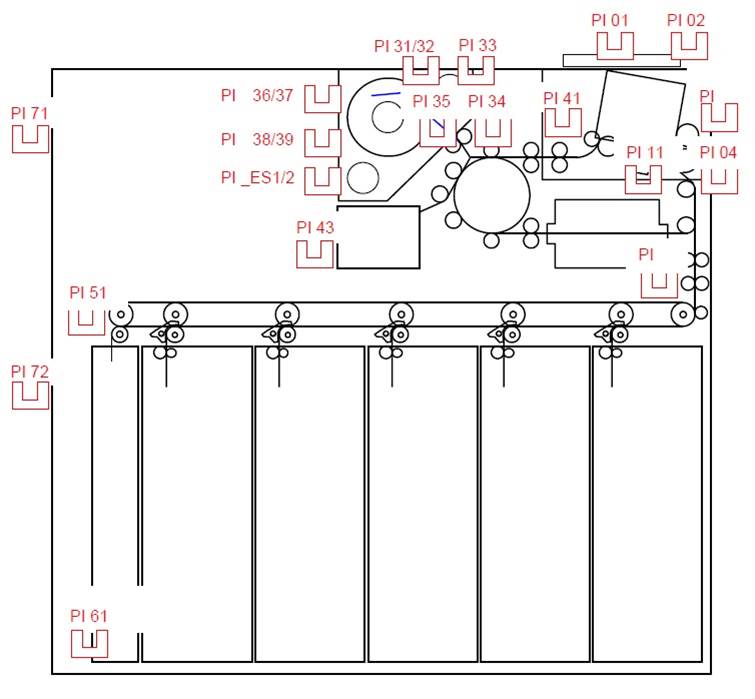 PI 01
PI 02
PI 31/32
PI 33
PI 36/37
PI 35
PI 34
PI 41
PI
PI 71
PI 38/39
PI 11
PI 04
PI _ES1/2
PI 43
PI
PI 51
PI 72
PI 61